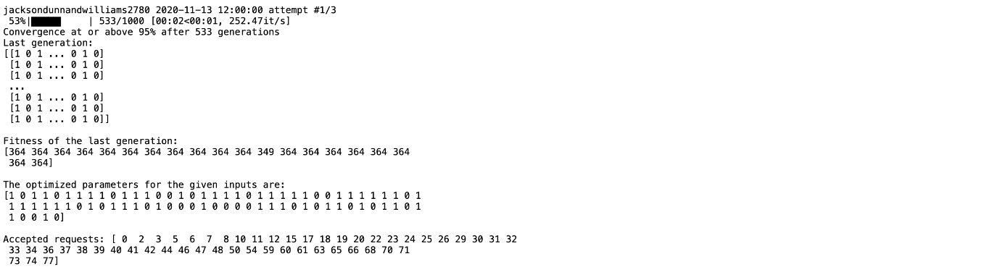 jacksondunnandwilliams2780 2020-11-13 12:00:00 attempt #1/3
53%|█████     | 533/1000 [00:02<00:01, 252.47it/s]
Convergence at or above 95% after 533 generations
Last generation:
[[1 0 1 ... 0 1 0]
[1 0 1 ... 0 1 0]
[1 0 1 ... 0 1 0]
...
[1 0 1 ... 0 1 0]
[1 0 1 ... 0 1 0]
[1 0 1 ... 0 1 0]]
Fitness of the last generation:
[364 364 364 364 364 364 364 364 364 364 364 349 364 364 364 364 364 364
364 364]
The optimized parameters for the given inputs are:
[1 0 1 1 0 1 1 1 1 0 1 1 1 0 0 1 0 1 1 1 1 0 1 1 1 1 1 0 0 1 1 1 1 1 1 0 1
1 1 1 1 1 1 0 1 0 1 1 1 0 1 0 0 0 1 0 0 0 0 1 1 1 0 1 0 1 1 0 1 0 1 1 0 1
1 0 0 1 0]
Accepted requests: [ 0  2  3  5  6  7  8 10 11 12 15 17 18 19 20 22 23 24 25 26 29 30 31 32
33 34 36 37 38 39 40 41 42 44 46 47 48 50 54 59 60 61 63 65 66 68 70 71
73 74 77]